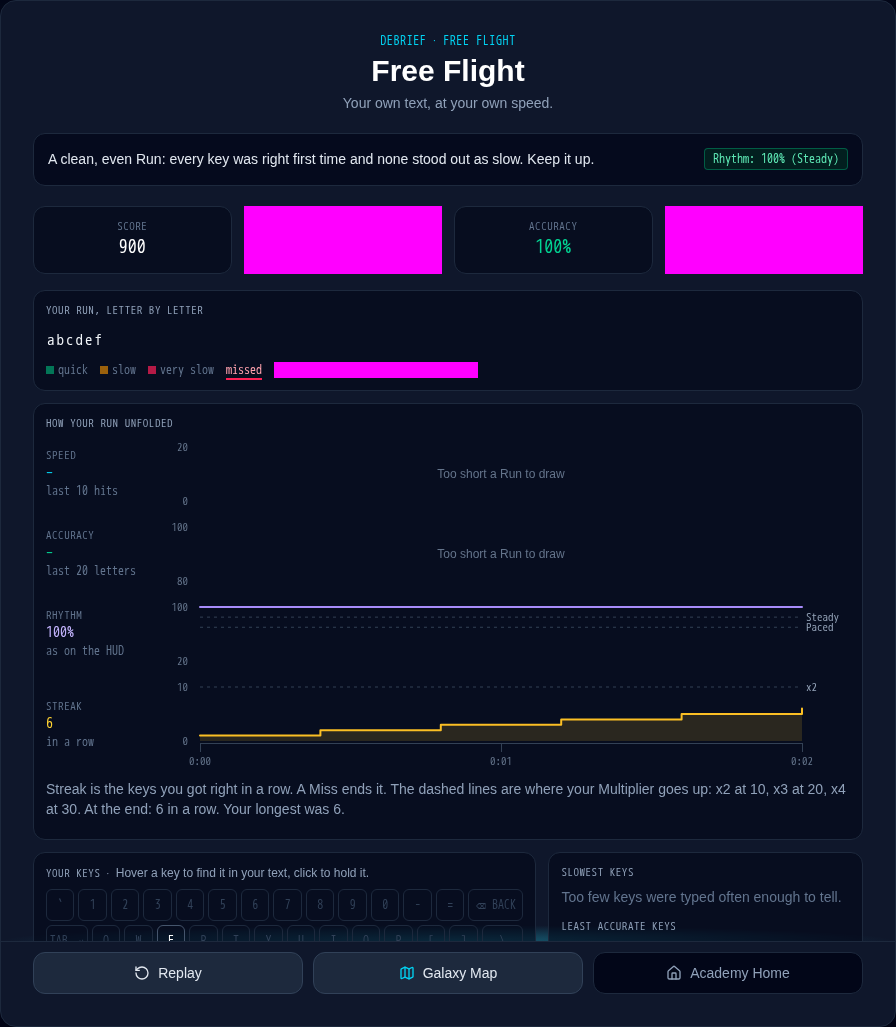 DEBRIEF · FREE FLIGHT
Free Flight
Your own text, at your own speed.
A clean, even Run: every key was right first time and none stood out as slow. Keep it up.
Rhythm: 100% (Steady)
SCORE
900
ACCURACY
100%
YOUR RUN, LETTER BY LETTER
abcdef
quick slow very slow missed
HOW YOUR RUN UNFOLDED
SPEED
–
last 10 hits
20
0
Too short a Run to draw
ACCURACY
–
last 20 letters
100
80
Too short a Run to draw
RHYTHM
100%
as on the HUD
100
20
Steady
Paced
STREAK
6
in a row
10
0
x2
0:00 0:01 0:02
Streak is the keys you got right in a row. A Miss ends it. The dashed lines are where your Multiplier goes up: x2 at 10, x3 at 20, x4
at 30. At the end: 6 in a row. Your longest was 6.
YOUR KEYS · Hover a key to find it in your text, click to hold it.
` 1 2 3 4 5 6 7 8 9 0 - = ⌫ BACK
TAB Q W E R T Y U I O P [ ] \
SLOWEST KEYS
Too few keys were typed often enough to tell.
LEAST ACCURATE KEYS
Replay
Galaxy Map
Academy Home